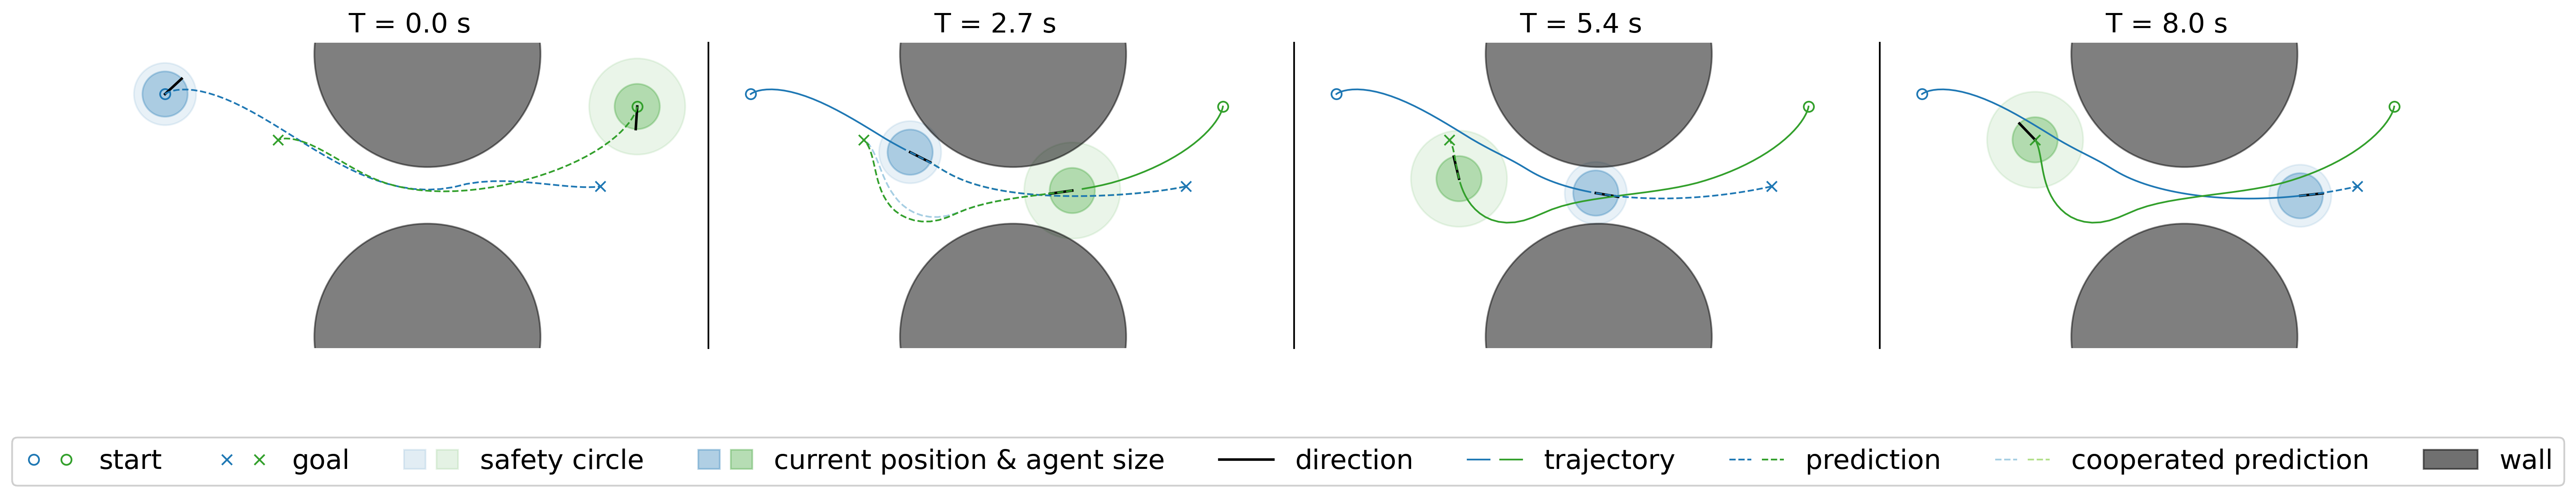 T = 0.0 s
T = 2.7 s
T = 5.4 s
T = 8.0 s
start goal safety circle current position & agent size direction trajectory prediction cooperated prediction wall